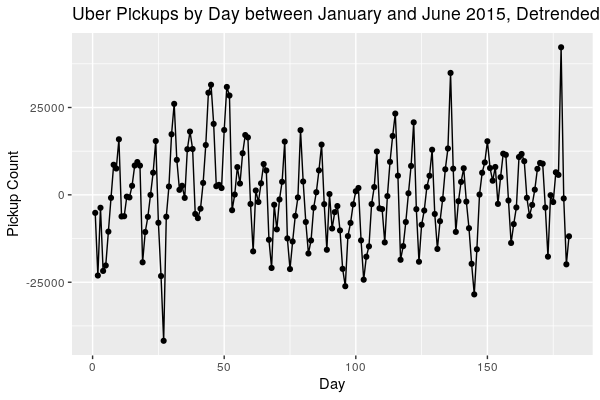 Uber Pickups by Day between January and June 2015, Detrended
Pickup Count
25000
0
-25000
0 50 100 150
Day